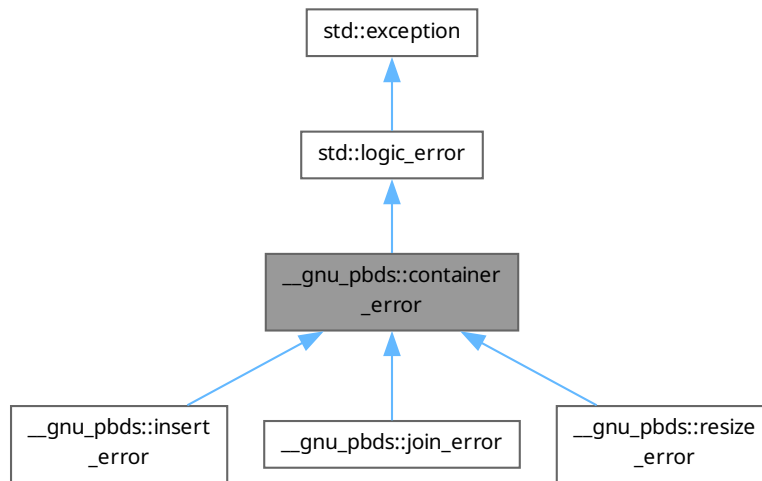 std::exception
std::logic_error
__gnu_pbds::container
_error
__gnu_pbds::insert
_error
__gnu_pbds::join_error
__gnu_pbds::resize
_error